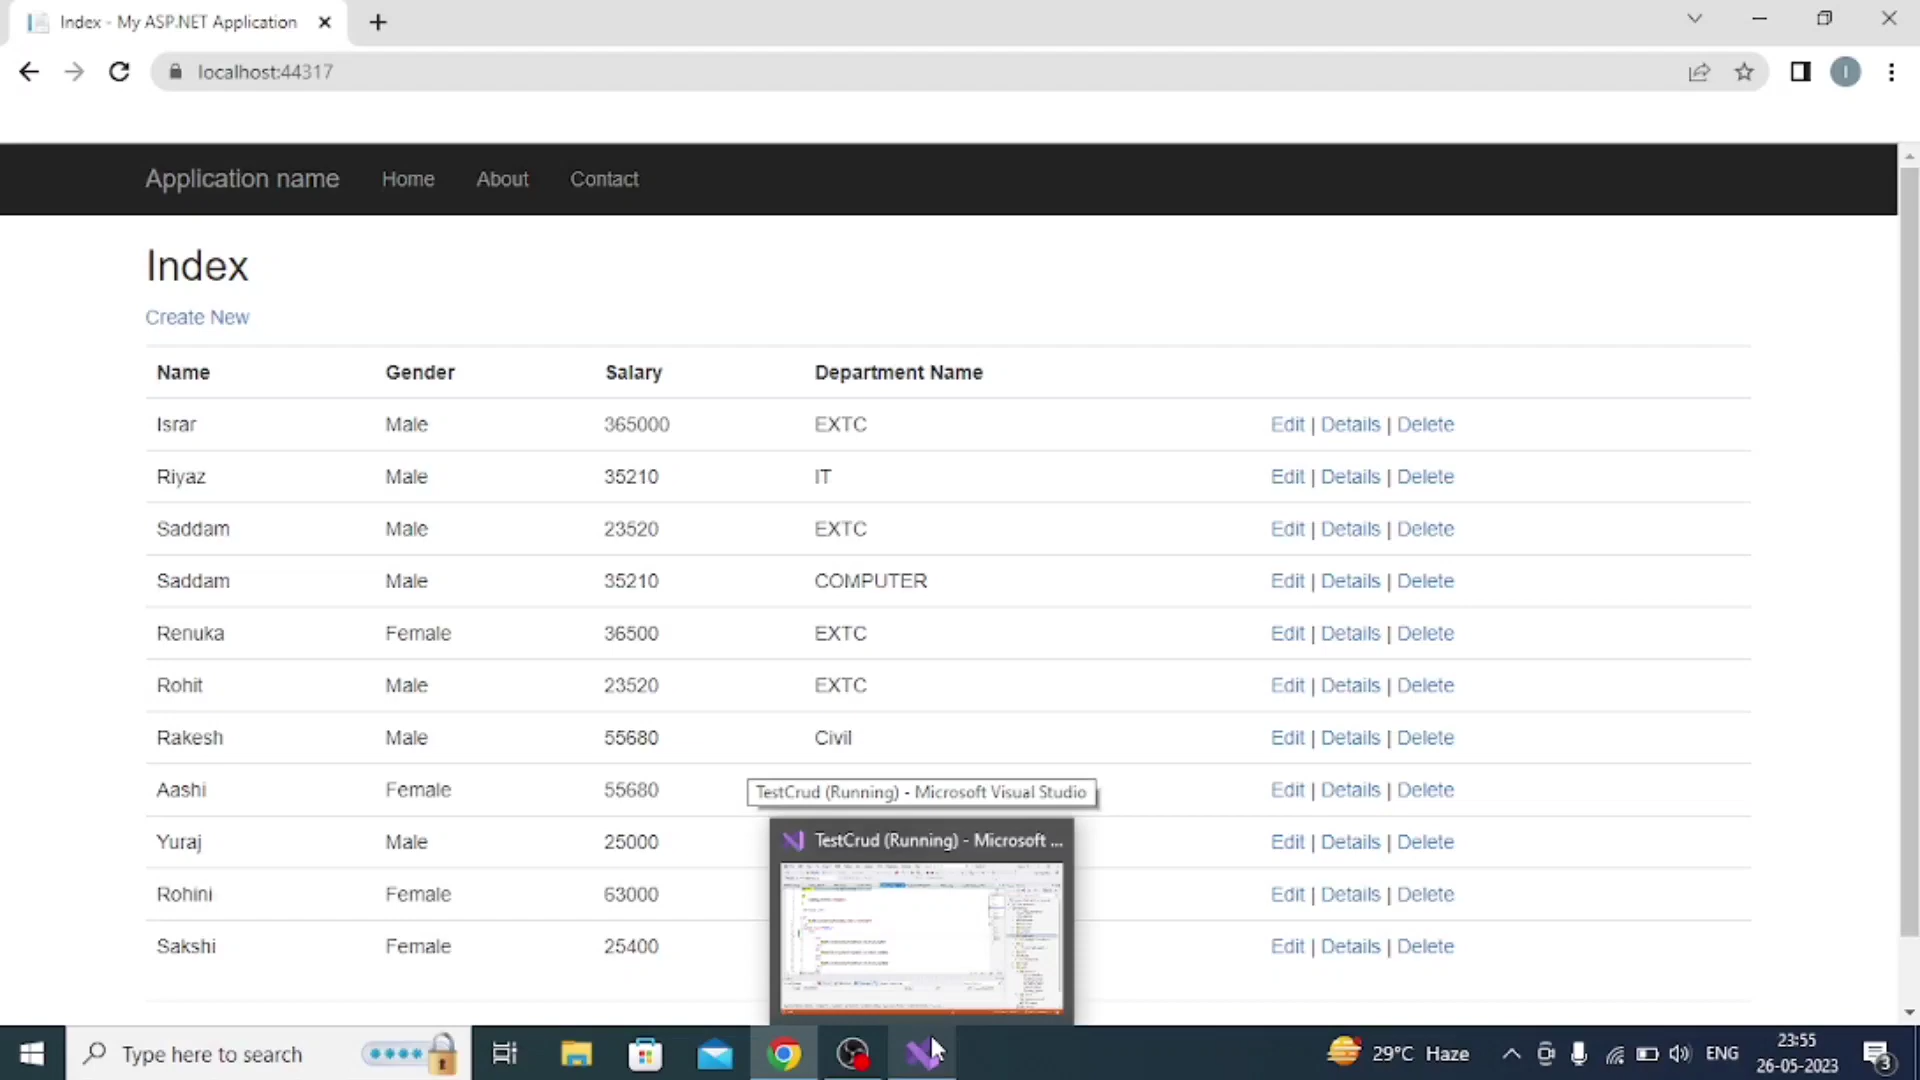 Index - My ASP.NET Application
localhost:44317
I
Application name Home About Contact
Index
Create New
Name Gender Salary Department Name
Israr Male 365000 EXTC Edit | Details | Delete
Riyaz Male 35210 IT Edit | Details | Delete
Saddam Male 23520 EXTC Edit | Details | Delete
Saddam Male 35210 COMPUTER Edit | Details | Delete
Renuka Female 36500 EXTC Edit | Details | Delete
Rohit Male 23520 EXTC Edit | Details | Delete
Rakesh Male 55680 Civil Edit | Details | Delete
Aashi Female 55680 Edit | Details | Delete
TestCrud (Running) - Microsoft Visual Studio
TestCrud (Running) - Microsoft ...
Yuraj Male 25000 Edit | Details | Delete
Rohini Female 63000 Edit | Details | Delete
Sakshi Female 25400 Edit | Details | Delete
Type here to search
29°C Haze
ENG
23:55
26-05-2023
3